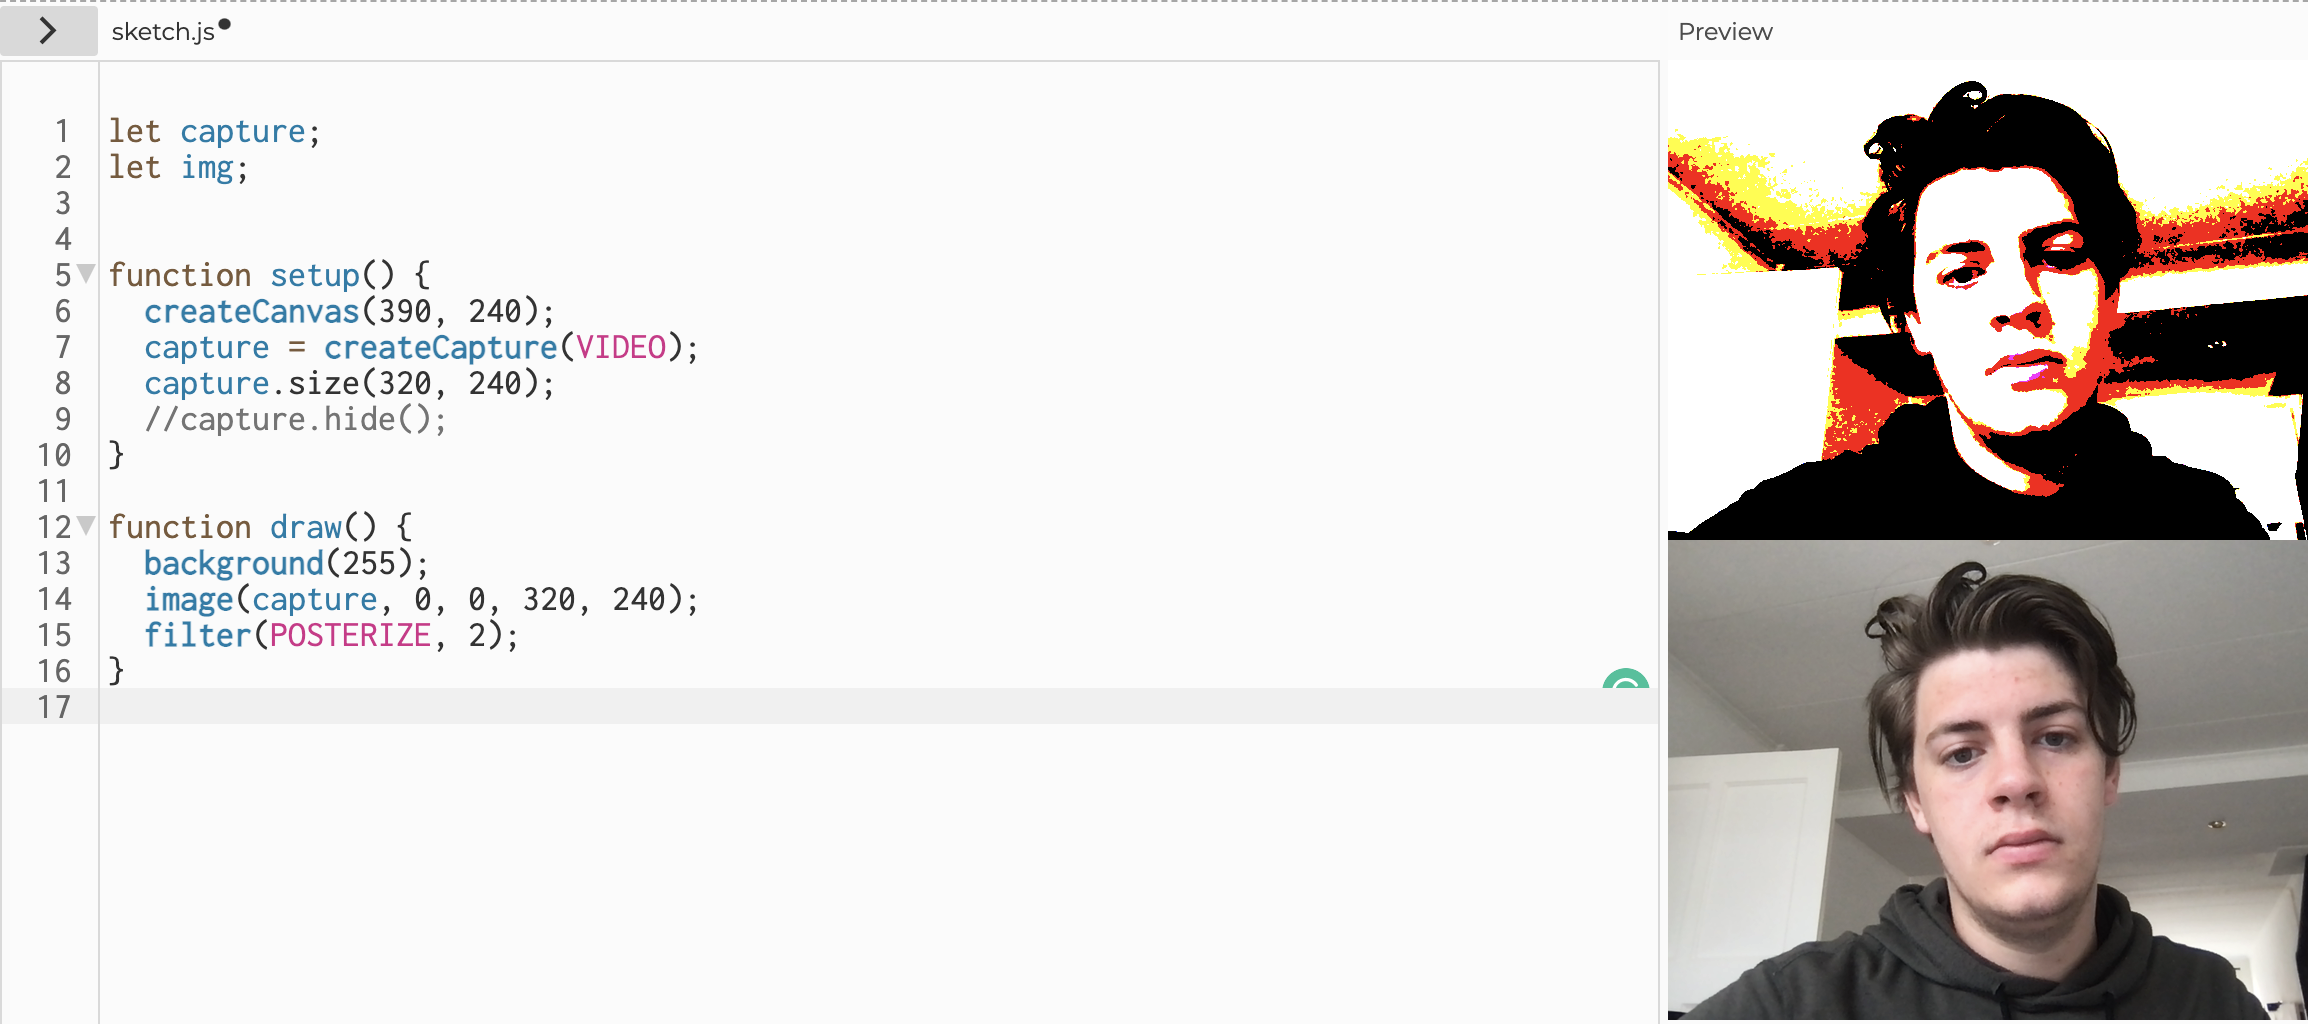 sketch.js
Preview
1 let capture;
2 let img;
3
4
5 function setup() {
6 createCanvas(390, 240);
7 capture = createCapture(VIDEO);
8 capture.size(320, 240);
9 //capture.hide();
10 }
11
12 function draw() {
13 background(255);
14 image(capture, 0, 0, 320, 240);
15 filter(POSTERIZE, 2);
16 }
17